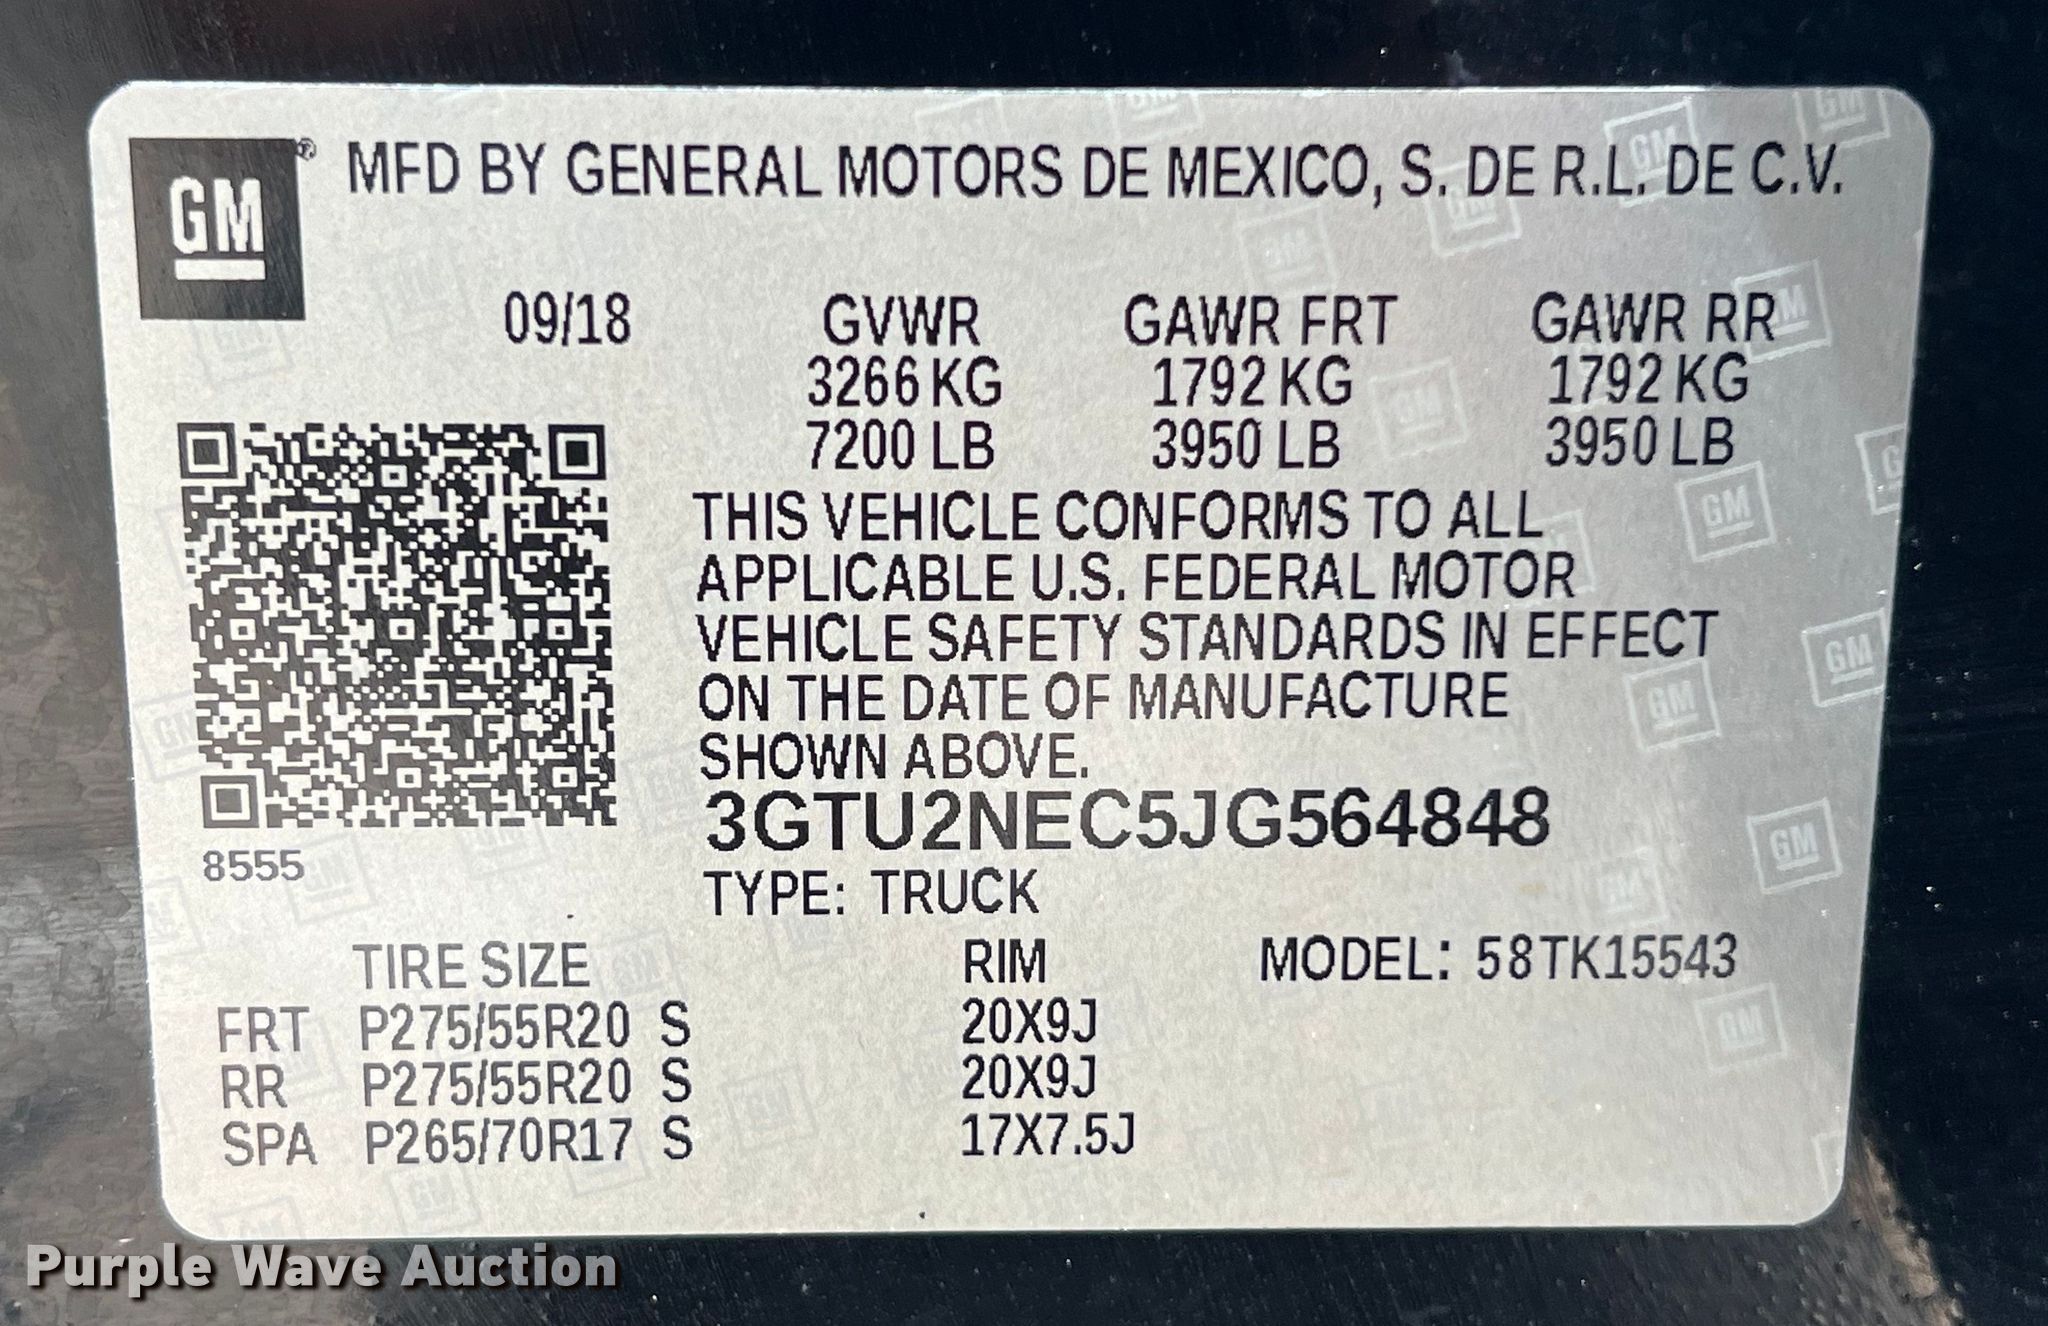 GM® MFD BY GENERAL MOTORS DE MEXICO, S. DE R.L. DE C.V.
09/18 GVWR GAWR FRT GAWR RR
3266 KG 1792 KG 1792 KG
7200 LB 3950 LB 3950 LB
THIS VEHICLE CONFORMS TO ALL
APPLICABLE U.S. FEDERAL MOTOR
VEHICLE SAFETY STANDARDS IN EFFECT
ON THE DATE OF MANUFACTURE
SHOWN ABOVE.
3GTU2NEC5JG564848
8555
TYPE: TRUCK
TIRE SIZE RIM MODEL: 58TK15543
FRT P275/55R20 S 20X9J
RR P275/55R20 S 20X9J
SPA P265/70R17 S 17X7.5J
Purple Wave Auction